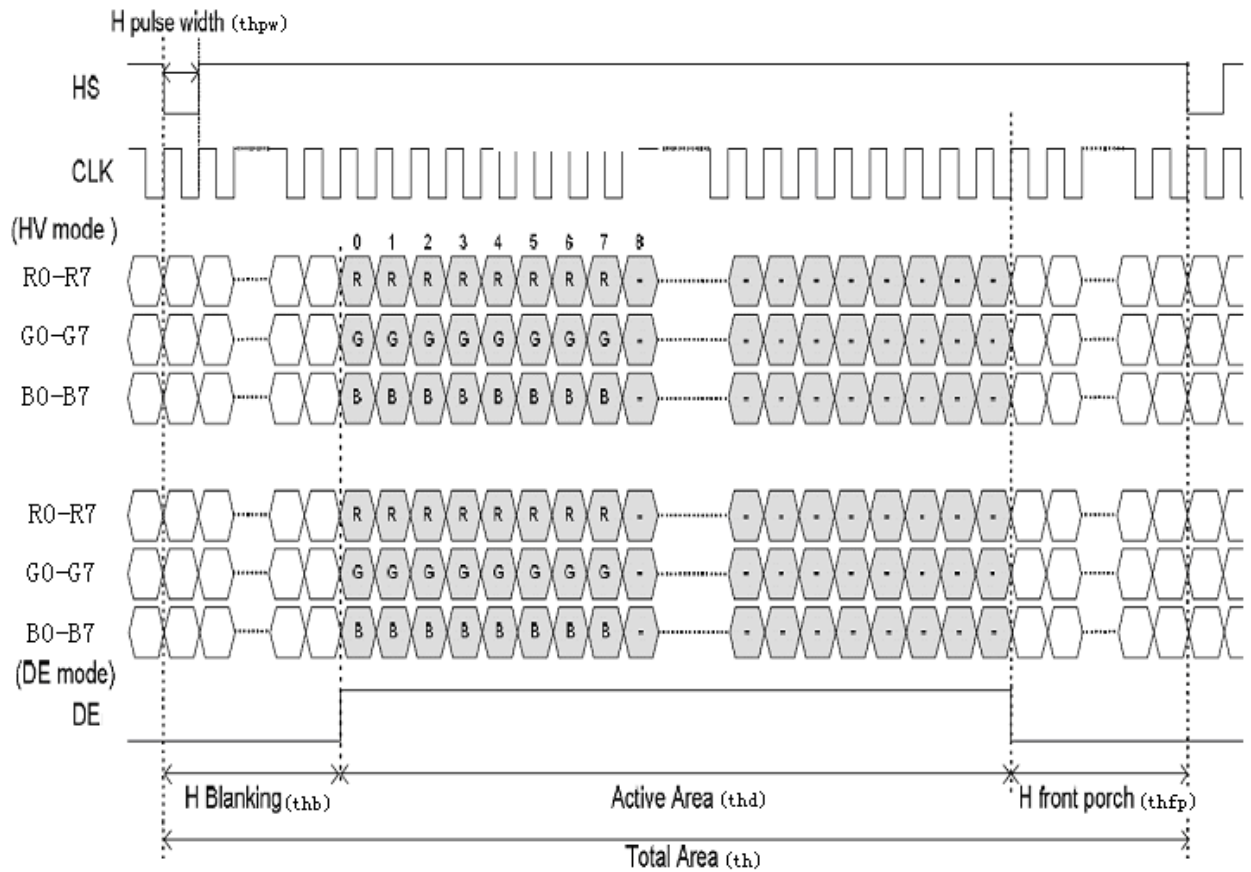 H pulse width (thpw)
HS
CLK
(HV mode )
0 1 2 3 4 5 6 7 8
R0-R7 R R R R R R R R - - - - - - - - -
G0-G7 G G G G G G G G - - - - - - - - -
B0-B7 B B B B B B B B - - - - - - - - -
R0-R7 R R R R R R R R - - - - - - - - -
G0-G7 G G G G G G G G - - - - - - - - -
B0-B7 B B B B B B B B - - - - - - - - -
(DE mode)
DE
H Blanking (thb) Active Area (thd) H front porch (thfp)
Total Area (th)